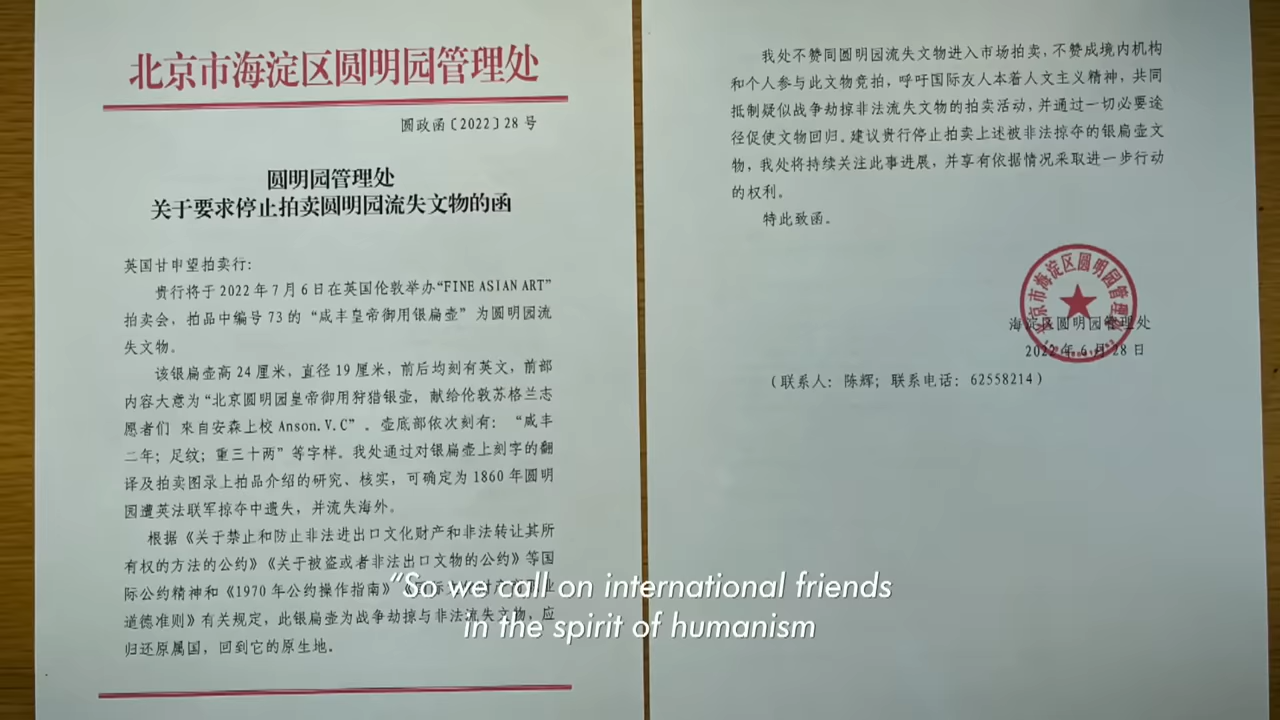 北京市海淀区圆明园管理处
圆政函〔2022〕28 号
圆明园管理处
关于要求停止拍卖圆明园流失文物的函
英国甘申望拍卖行：
贵行将于 2022 年 7 月 6 日在英国伦敦举办“FINE ASIAN ART”
拍卖会，拍品中编号 73 的“咸丰皇帝御用银扁壶”为圆明园流
失文物。
该银扁壶高 24 厘米，直径 19 厘米，前后均刻有英文，前部
内容大意为“北京圆明园皇帝御用狩猎银壶，献给伦敦苏格兰志
愿者们 來自安森上校 Anson.V.C”。壶底部依次刻有：“咸丰
二年；足纹；重三十两”等字样。我处通过对银扁壶上刻字的翻
译及拍卖图录上拍品介绍的研究、核实，可确定为 1860 年圆明
园遭英法联军掠夺中遗失，并流失海外。
根据《关于禁止和防止非法进出口文化财产和非法转让其所
有权的方法的公约》《关于被盗或者非法出口文物的公约》等国
际公约精神和《1970 年公约操作指南》
道德准则》有关规定，此银扁壶为战争劫掠与非法流失文物，应
归还原属国，回到它的原生地。
我处不赞同圆明园流失文物进入市场拍卖，不赞成境内机构
和个人参与此文物竞拍，呼吁国际友人本着人文主义精神，共同
抵制疑似战争劫掠非法流失文物的拍卖活动，并通过一切必要途
径促使文物回归。建议贵行停止拍卖上述被非法掠夺的银扁壶文
物，我处将持续关注此事进展，并享有依据情况采取进一步行动
的权利。
特此致函。
北京市海淀区圆明园管理处
海淀区圆明园管理处
2022 年 6 月 28 日
（联系人：陈辉；联系电话：62558214）
“So we call on international friends
in the spirit of humanism